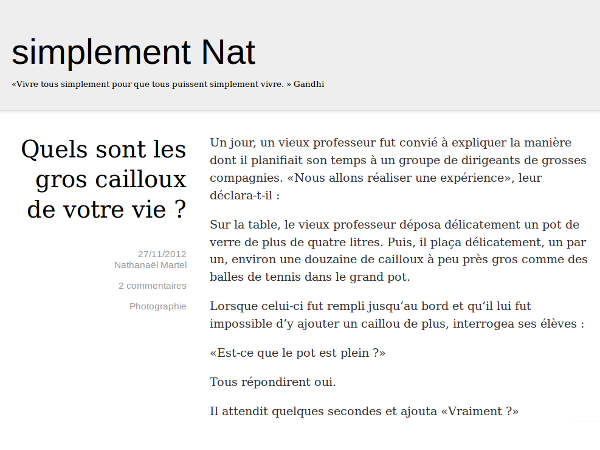 simplement Nat
«Vivre tous simplement pour que tous puissent simplement vivre. » Gandhi
Quels sont les
gros cailloux
de votre vie ?
27/11/2012
Nathanaël Martel
2 commentaires
Photographie
Un jour, un vieux professeur fut convié à expliquer la manière
dont il planifiait son temps à un groupe de dirigeants de grosses
compagnies. «Nous allons réaliser une expérience», leur
déclara-t-il :
Sur la table, le vieux professeur déposa délicatement un pot de
verre de plus de quatre litres. Puis, il plaça délicatement, un par
un, environ une douzaine de cailloux à peu près gros comme des
balles de tennis dans le grand pot.
Lorsque celui-ci fut rempli jusqu’au bord et qu’il lui fut
impossible d’y ajouter un caillou de plus, interrogea ses élèves :
«Est-ce que le pot est plein ?»
Tous répondirent oui.
Il attendit quelques secondes et ajouta «Vraiment ?»